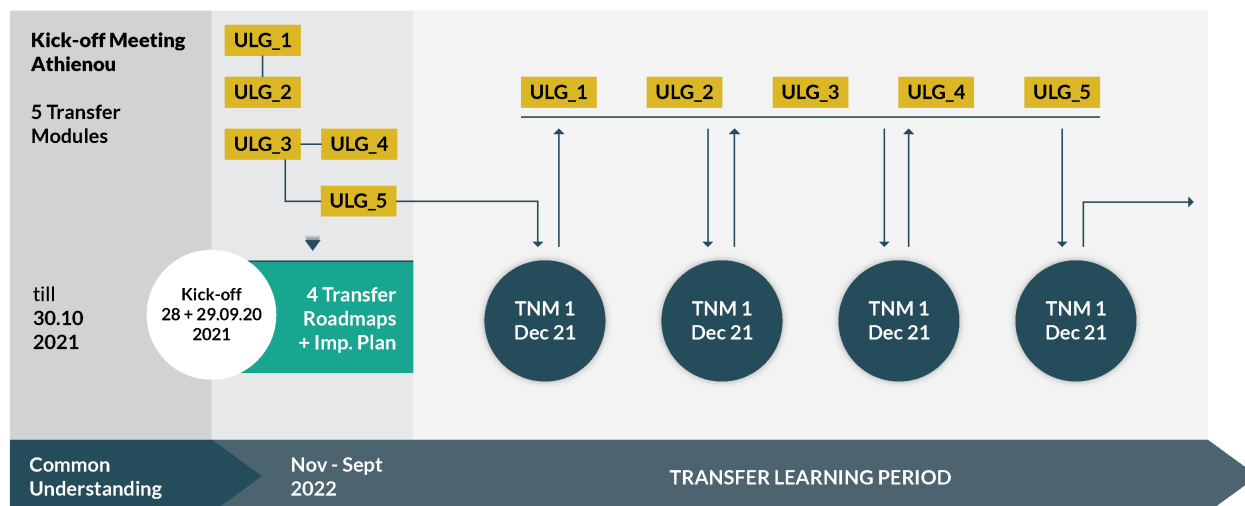 Kick-off Meeting
Athienou
5 Transfer
Modules
till
30.10
2021
ULG_1
ULG_2
ULG_3
ULG_4
ULG_5
Kick-off
28 + 29.09.20
2021
4 Transfer
Roadmaps
+ Imp. Plan
ULG_1
ULG_2
ULG_3
ULG_4
ULG_5
TNM 1
Dec 21
TNM 1
Dec 21
TNM 1
Dec 21
TNM 1
Dec 21
Common
Understanding
Nov - Sept
2022
TRANSFER LEARNING PERIOD